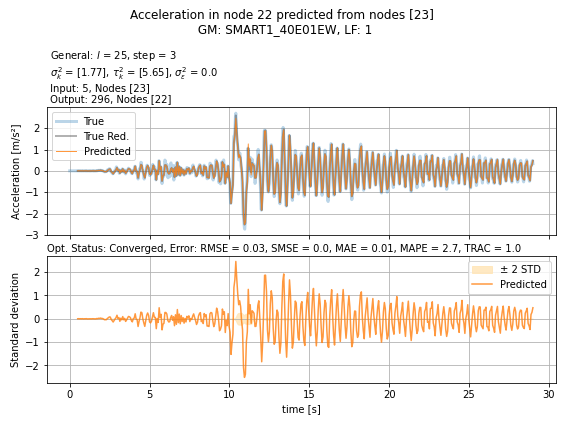 Acceleration in node 22 predicted from nodes [23]
GM: SMART1_40E01EW, LF: 1
General: l = 25, step = 3
σ²ₖ = [1.77], τ²ₖ = [5.65], σ²ε = 0.0
Input: 5, Nodes [23]
Output: 296, Nodes [22]
Acceleration [m/s²]
2
1
0
−1
−2
−3
True
True Red.
Predicted
Opt. Status: Converged, Error: RMSE = 0.03, SMSE = 0.0, MAE = 0.01, MAPE = 2.7, TRAC = 1.0
Standard deviation
2
1
0
−1
−2
± 2 STD
Predicted
0 5 10 15 20 25 30
time [s]